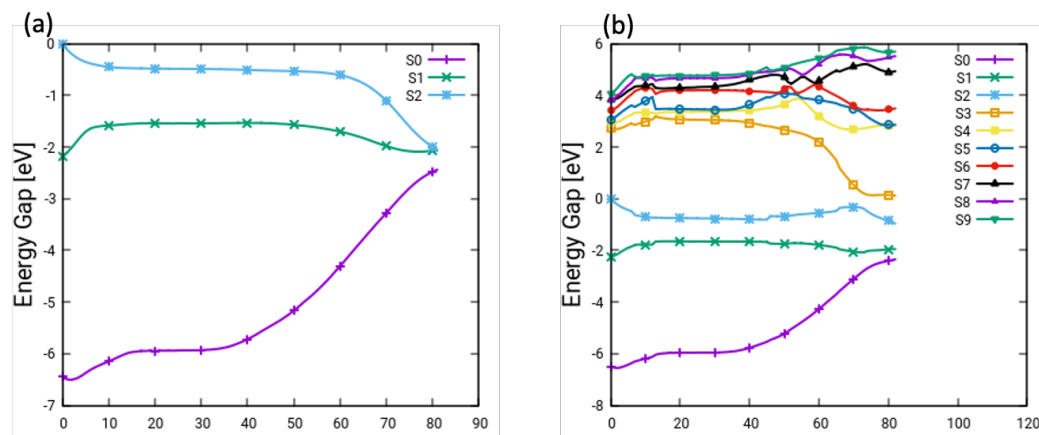 (a)
Energy Gap [eV]
0
-1
-2
-3
-4
-5
-6
-7
0 10 20 30 40 50 60 70 80 90
S0
S1
S2
(b)
Energy Gap [eV]
6
4
2
0
-2
-4
-6
-8
0 20 40 60 80 100 120
S0
S1
S2
S3
S4
S5
S6
S7
S8
S9